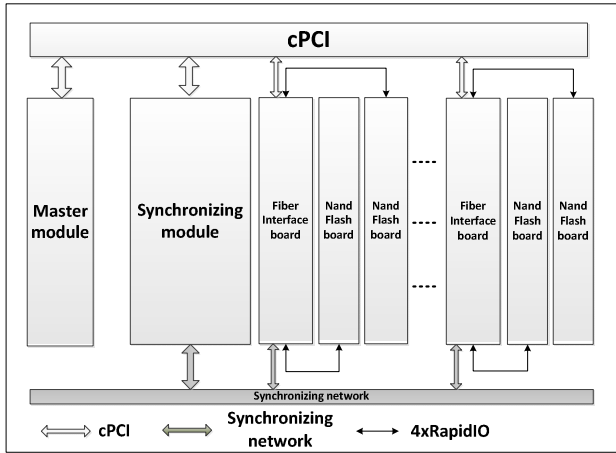 cPCI
Master
module
Synchronizing
module
Fiber
Interface
board
Nand
Flash
board
Nand
Flash
board
Fiber
Interface
board
Nand
Flash
board
Nand
Flash
board
Synchronizing network
cPCI
Synchronizing
network
4xRapidIO